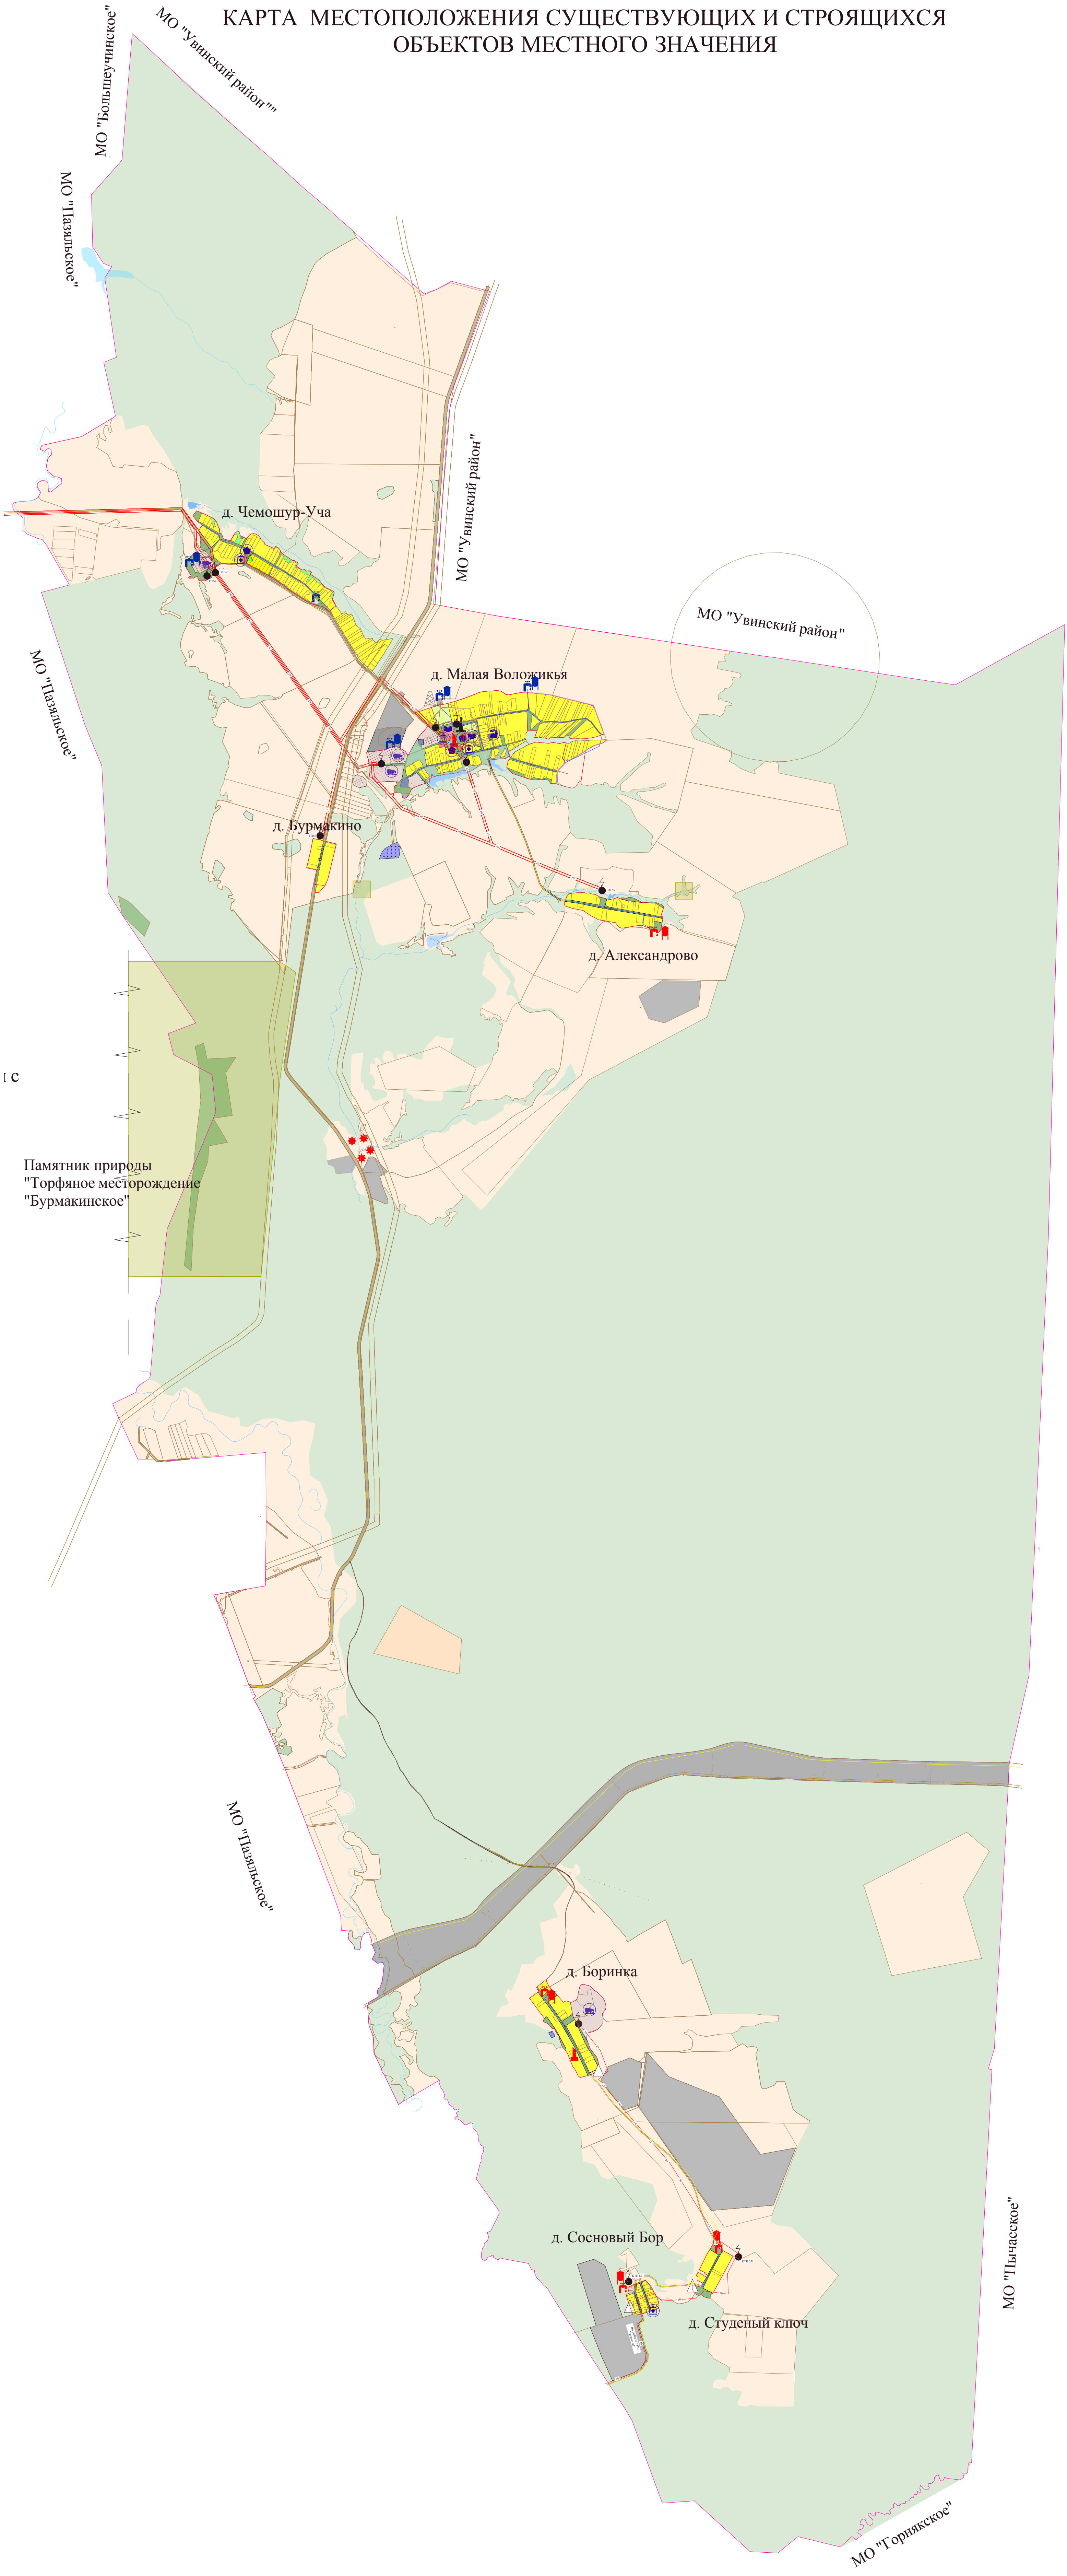 КАРТА МЕСТОПОЛОЖЕНИЯ СУЩЕСТВУЮЩИХ И СТРОЯЩИХСЯ
ОБЪЕКТОВ МЕСТНОГО ЗНАЧЕНИЯ
МО "Большеучинское"
МО "Увинский район""
МО "Пазяльское"
МО "Увинский район"
д. Чемошур-Уча
МО "Увинский район"
МО "Пазяльское"
д. Малая Воложикья
д. Бурмакино
д. Александрово
с
Памятник природы
"Торфяное месторождение
"Бурмакинское"
МО "Пазяльское"
д. Боринка
МО "Пычасское"
д. Сосновый Бор
д. Студеный ключ
МО "Горнякское"